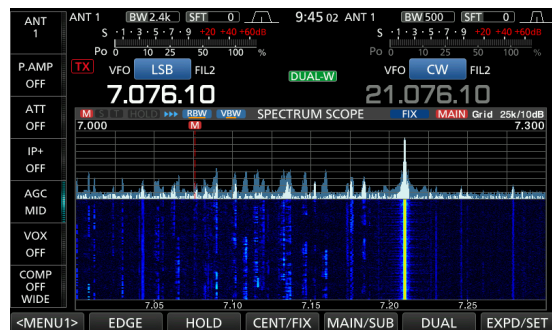 ANT 1
ANT 1 BW 2.4k SFT 0 9:45 02 ANT 1 BW 500 SFT 0
S ·1·3·5·7·9 +20 +40 +60dB S ·1·3·5·7·9 +20 +40 +60dB
Po 0 10 25 50 100 % Po 0 10 25 50 100 %
P.AMP OFF
TX VFO LSB FIL2 DUAL-W VFO CW FIL2
7.076.10 21.076.10
ATT OFF
M SIT HOLD RBW VBW SPECTRUM SCOPE FIX MAIN Grid 25k/10dB
7.000 M 7.300
IP+ OFF
AGC MID
VOX OFF
COMP OFF WIDE
7.05 7.10 7.15 7.20 7.25
<MENU1> EDGE HOLD CENT/FIX MAIN/SUB DUAL EXPD/SET